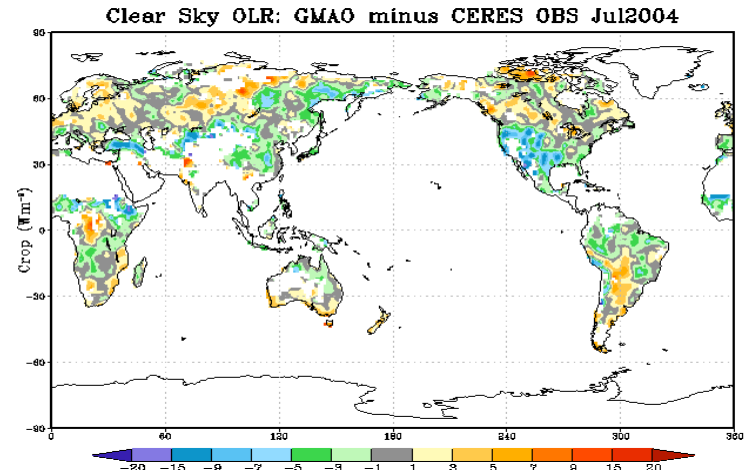 Clear Sky OLR: GMAO minus CERES OBS Jul2004
90
60
30
0
-30
-60
-90
Crop (Wm⁻²)
0 60 120 180 240 300 360
-20 -15 -9 -7 -5 -3 -1 1 3 5 7 9 15 20